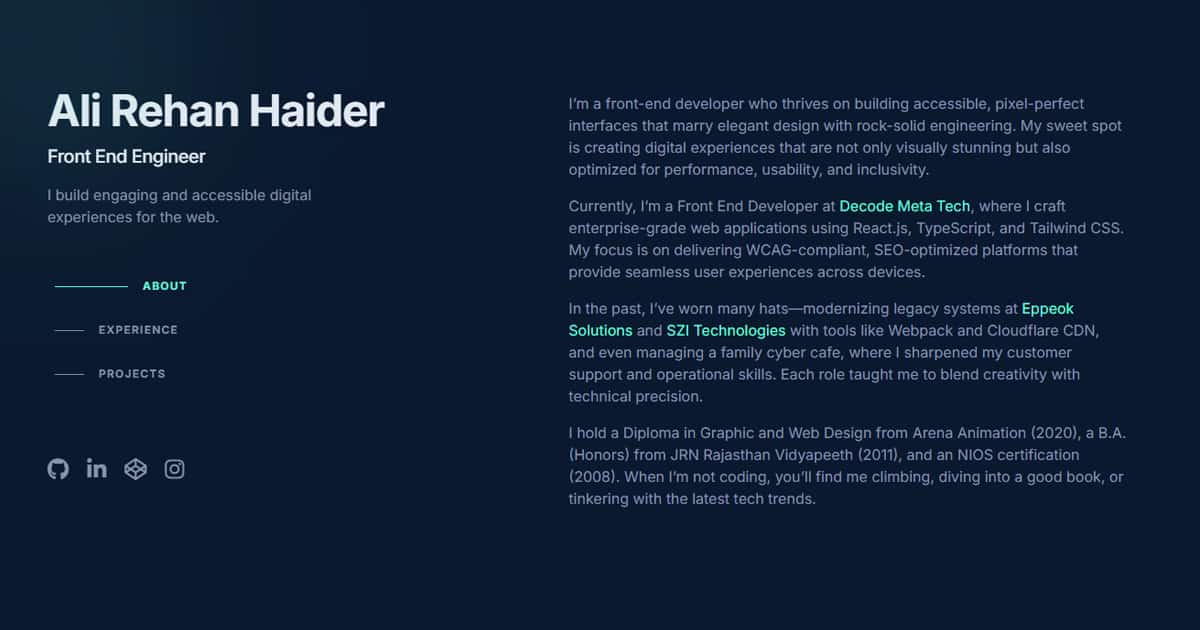 Ali Rehan Haider
Front End Engineer
I build engaging and accessible digital
experiences for the web.
ABOUT
EXPERIENCE
PROJECTS
I’m a front-end developer who thrives on building accessible, pixel-perfect
interfaces that marry elegant design with rock-solid engineering. My sweet spot
is creating digital experiences that are not only visually stunning but also
optimized for performance, usability, and inclusivity.
Currently, I’m a Front End Developer at Decode Meta Tech, where I craft
enterprise-grade web applications using React.js, TypeScript, and Tailwind CSS.
My focus is on delivering WCAG-compliant, SEO-optimized platforms that
provide seamless user experiences across devices.
In the past, I’ve worn many hats—modernizing legacy systems at Eppeok
Solutions and SZI Technologies with tools like Webpack and Cloudflare CDN,
and even managing a family cyber cafe, where I sharpened my customer
support and operational skills. Each role taught me to blend creativity with
technical precision.
I hold a Diploma in Graphic and Web Design from Arena Animation (2020), a B.A.
(Honors) from JRN Rajasthan Vidyapeeth (2011), and an NIOS certification
(2008). When I’m not coding, you’ll find me climbing, diving into a good book, or
tinkering with the latest tech trends.